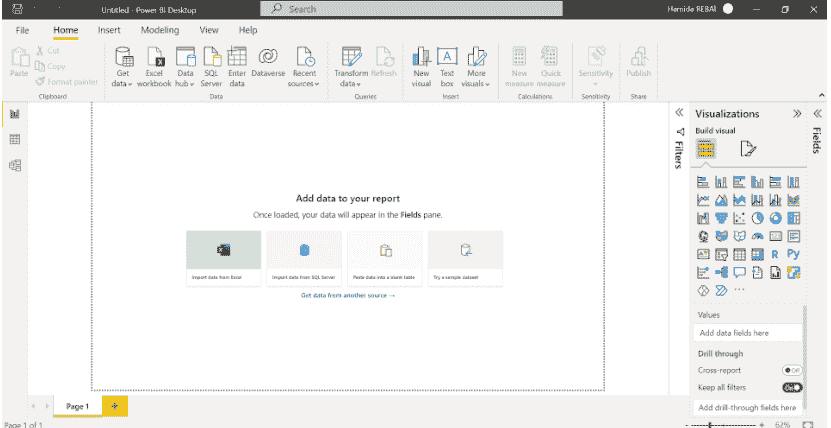 Untitled - Power BI Desktop
Search
Hamide REBAI
File Home Insert Modeling View Help
Paste
Cut
Copy
Format painter
Clipboard
Get data
Excel workbook
Data hub
SQL Server
Enter data
Dataverse
Recent sources
Data
Transform data
Refresh
Queries
New visual
Text box
More visuals
Insert
New measure
Quick measure
Calculations
Sensitivity
Sensitivity
Publish
Share
Add data to your report
Once loaded, your data will appear in the Fields pane.
Import data from Excel
Import data from SQL Server
Paste data into a blank table
Try a sample dataset
Get data from another source →
Filters
Visualizations
Build visual
R
Py
Values
Add data fields here
Drill through
Cross-report
Off
Keep all filters
On
Add drill-through fields here
Fields
Page 1
Page 1 of 1
62%